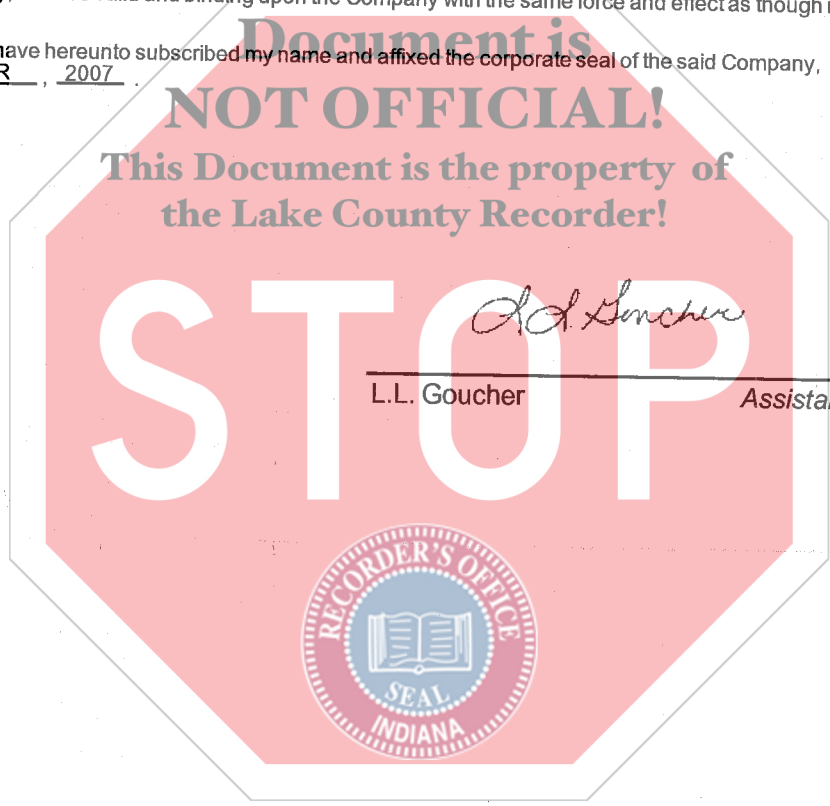 valid and binding upon the Company with the same force and effect as though
Document is
have hereunto subscribed my name and affixed the corporate seal of the said Company,
R , 2007 .
NOT OFFICIAL!
This Document is the property of
the Lake County Recorder!
STOP
L.L. Goucher
L.L. Goucher Assista
RECORDER'S OFFICE
SEAL
INDIANA